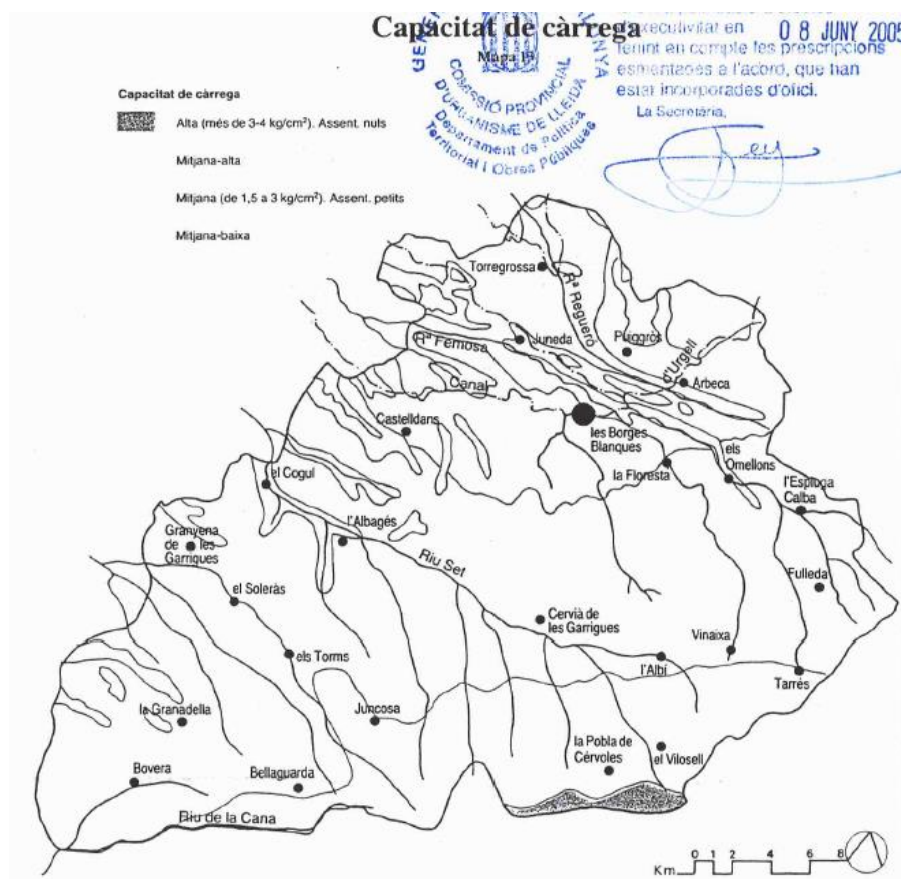 Capacitat de càrrega
Mapa 19
executivitat en
08 JUNY 2005
tenint en compte les prescripcions
esmentades a l'acord, que han
estat incorporades d'ofici.
La Secretària,
COMISSIÓ PROVINCIAL
D'URBANISME DE LLEIDA
Departament de Política
Territorial i Obres Públiques
Capacitat de càrrega
Alta (més de 3-4 kg/cm²). Assent. nuls
Mitjana-alta
Mitjana (de 1,5 a 3 kg/cm²). Assent. petits
Mitjana-baixa
Torregrossa
Rª Regueró
Rª Femosa
Juneda
Puiggròs
d'Urgell
Canal
Arbeca
Castelldans
les Borges
Blanques
els
Omellons
la Floresta
el Cogul
l'Espluga
Calba
l'Albagés
Granyena
de les
Garrigues
Riu Set
Fulleda
el Soleràs
Cervià de
les Garrigues
Vinaixa
els Torms
l'Albí
Tarrés
la Granadella
Juncosa
la Pobla de
Cérvoles
el Vilosell
Bovera
Bellaguarda
Riu de la Cana
0 1 2 4 6 8
Km